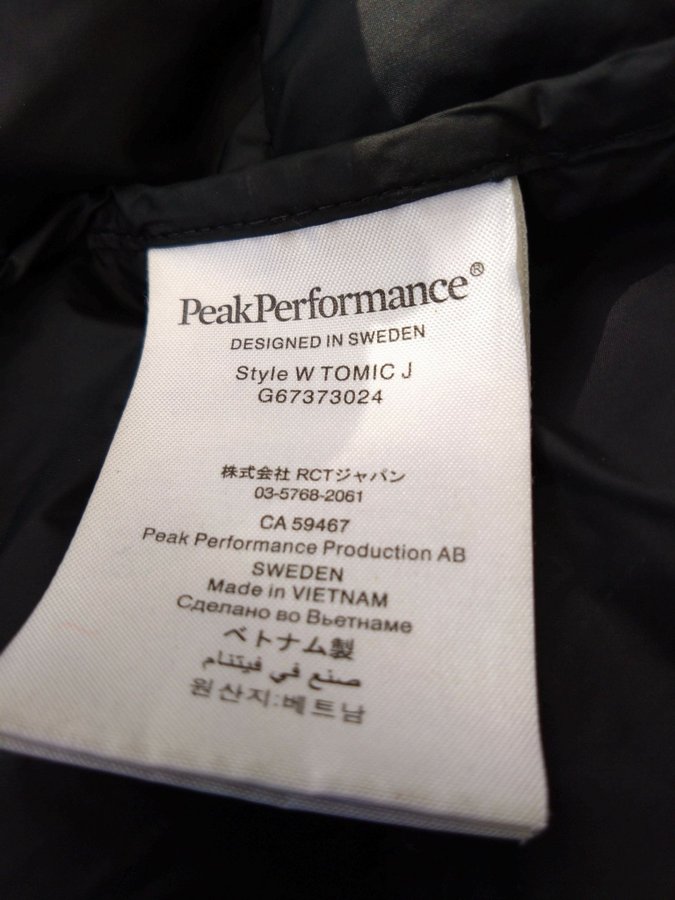 PeakPerformance®
DESIGNED IN SWEDEN
Style W TOMIC J
G67373024
株式会社 RCTジャパン
03-5768-2061
CA 59467
Peak Performance Production AB
SWEDEN
Made in VIETNAM
Сделано во Вьетнаме
ベトナム製
صنع في فيتنام
원산지:베트남